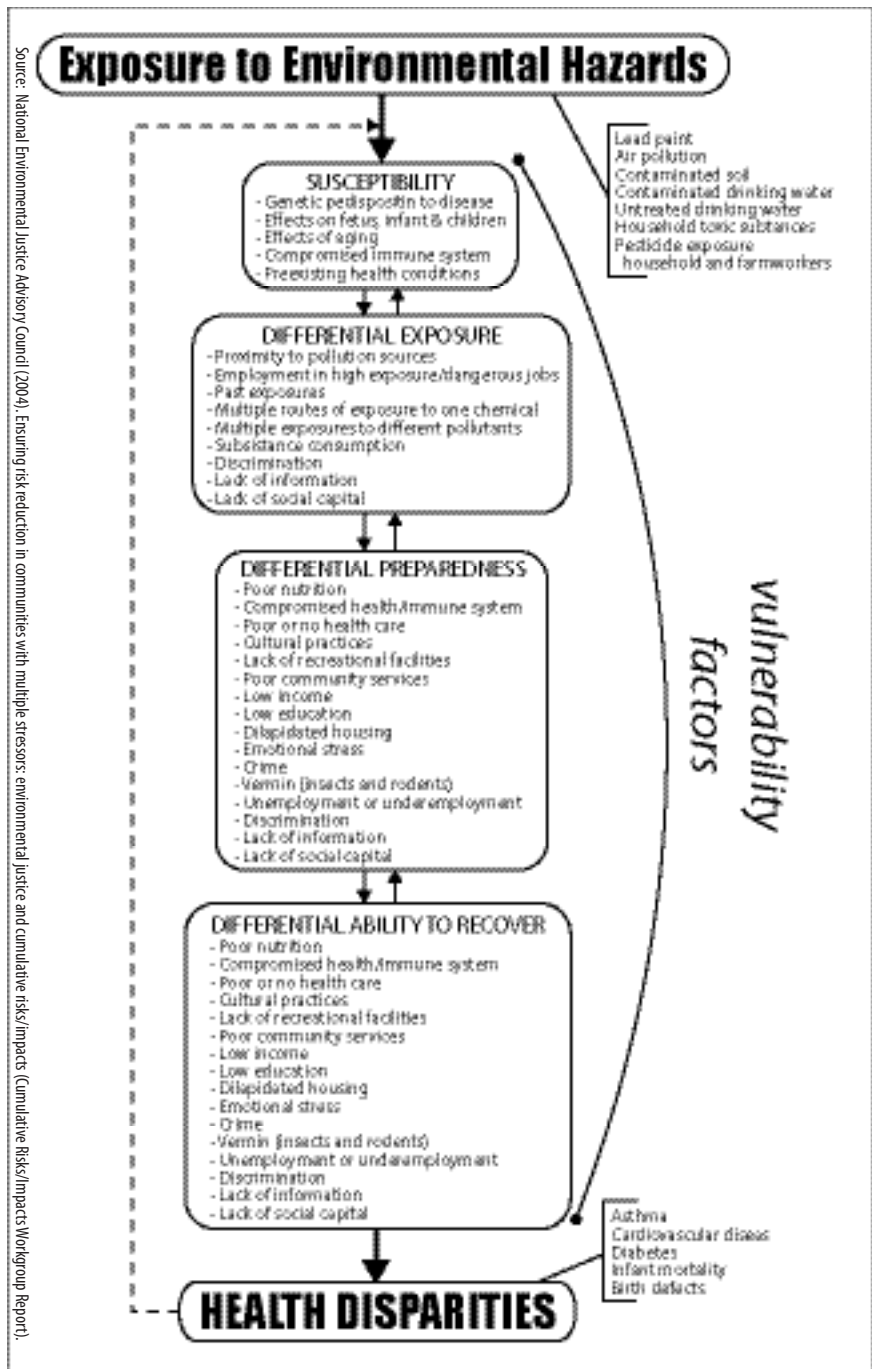 Exposure to Environmental Hazards
Lead paint
Air pollution
Contaminated soil
Contaminated drinking water
Untreated drinking water
Household toxic subtances
Pesticide exposure
household and farmworkers
SUSCEPTIBILITY
- Genetic pedispositin to disease
- Effects on fetus, infant & children
- Effects of aging
- Compromised immune system
- Preexisting health conditions
DIFFERENTIAL EXPOSURE
- Proximity to pollution sources
- Employment in high exposure/dangerous jobs
- Past exposures
- Multiple routes of exposure to one chemical
- Multiple exposures to different pollutants
- Subsistance consumption
- Discrimination
- Lack of information
- Lack of social capital
DIFFERENTIAL PREPAREDNESS
- Poor nutrition
- Compromised health/immune system
- Poor or no health care
- Cultural practices
- Lack of recreational facilities
- Poor community services
- Low income
- Low education
- Dilapidated housing
- Emotional stress
- Crime
- Vermin (insects and rodents)
- Unemployment or underemployment
- Discrimination
- Lack of information
- Lack of social capital
vulnerability
factors
DIFFERENTIAL ABILITY TO RECOVER
- Poor nutrition
- Compromised health/immune system
- Poor or no health care
- Cultural practices
- Lack of recreational facilities
- Poor community services
- Low income
- Low education
- Dilapidated housing
- Emotional stress
- Crime
- Vermin (insects and rodents)
- Unemployment or underemployment
- Discrimination
- Lack of information
- Lack of social capital
Asthma
Cardiovascular diseas
Diabetes
Infant mortality
Birth defects
HEALTH DISPARITIES
Source: National Environmental Justice Advisory Council (2004). Ensuring risk reduction in communities with multiple stressors: environmental justice and cumulative risks/impacts (Cumulative Risks/Impacts Workgroup Report).